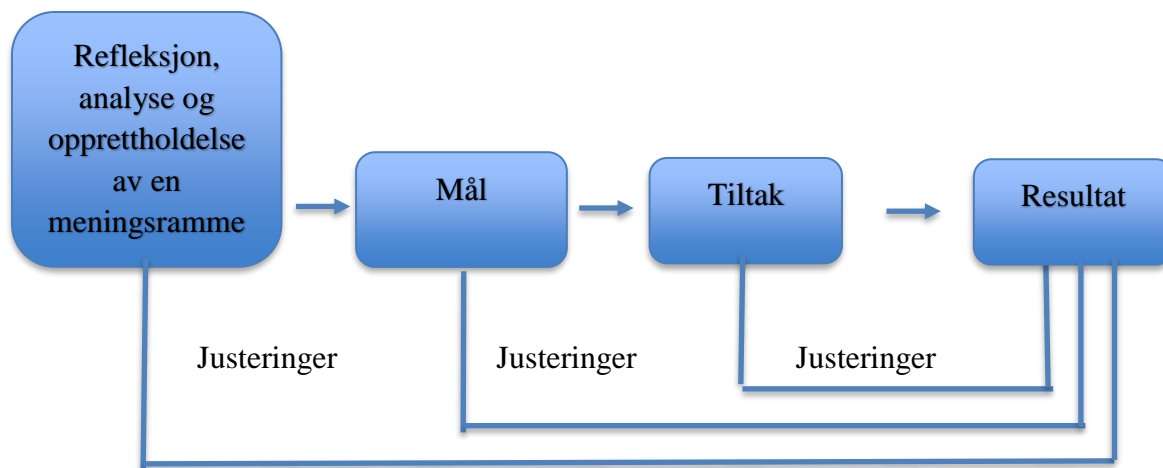 Refleksjon,
analyse og
opprettholdelse
av en
meningsramme
Mål
Tiltak
Resultat
Justeringer
Justeringer
Justeringer